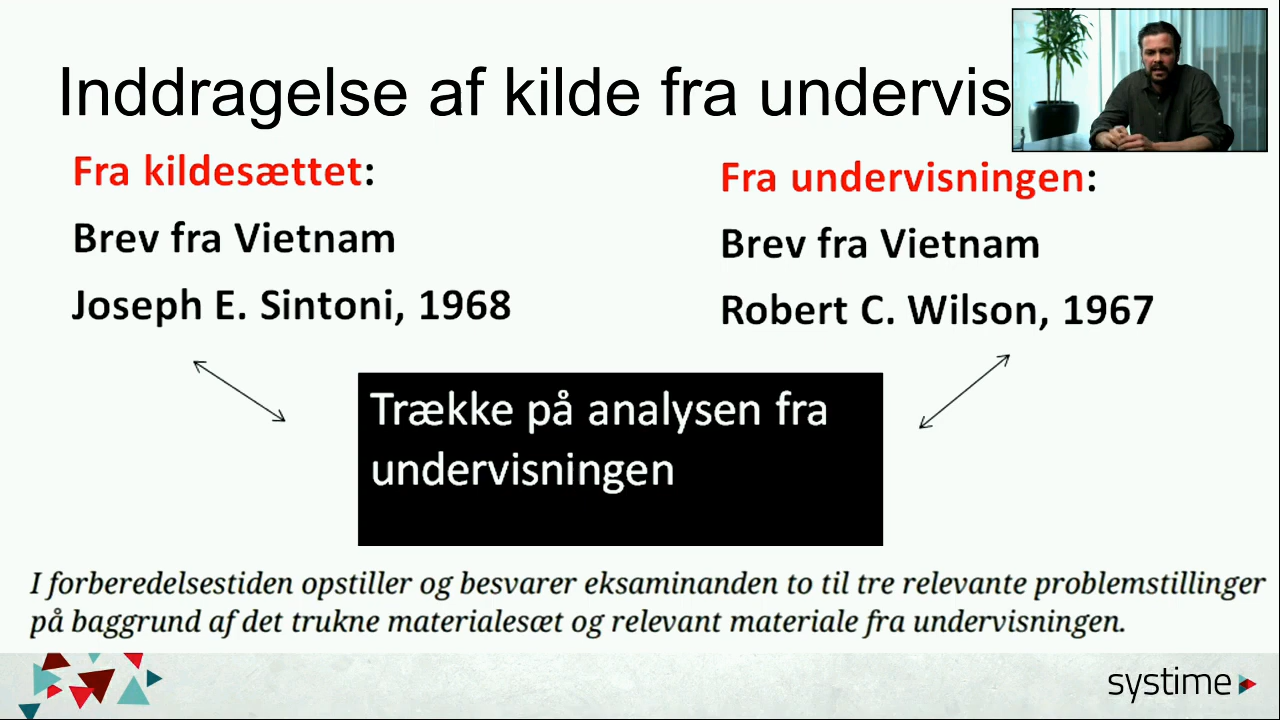 Inddragelse af kilde fra undervis
Fra kildesættet:
Brev fra Vietnam
Joseph E. Sintoni, 1968
Fra undervisningen:
Brev fra Vietnam
Robert C. Wilson, 1967
Trække på analysen fra
undervisningen
I forberedelsestiden opstiller og besvarer eksaminanden to til tre relevante problemstillinger
på baggrund af det trukne materialesæt og relevant materiale fra undervisningen.
systime